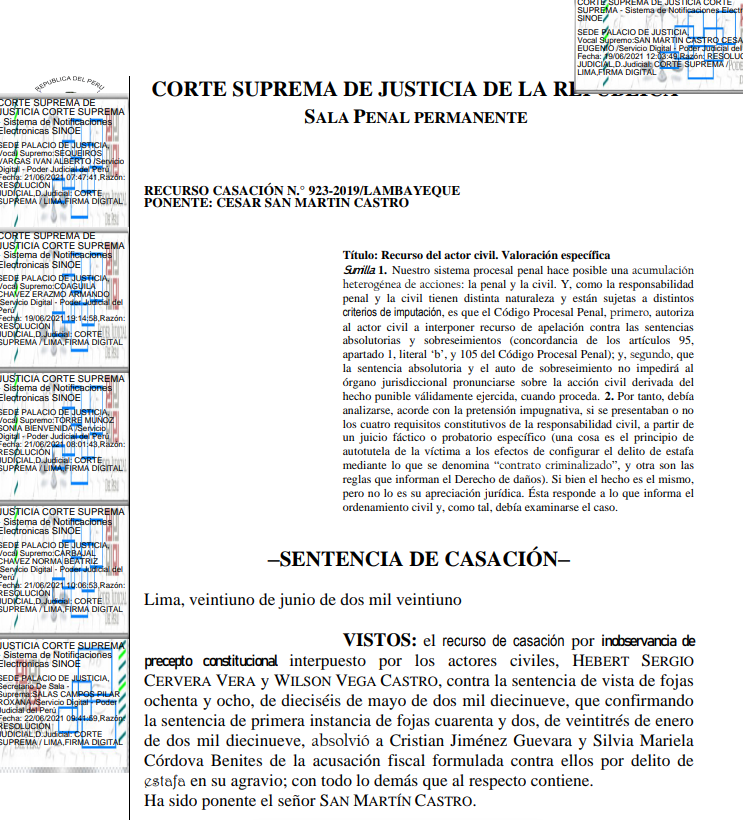 CORTE SUPREMA DE JUSTICIA CORTE
SUPREMA - Sistema de Notificaciones Electr
SINOE
SEDE PALACIO DE JUSTICIA,
Vocal Supremo:SAN MARTIN CASTRO CESA
EUGENIO /Servicio Digital - Poder Judicial del
Fecha: 19/06/2021 12:03:49,Razón: RESOLUC
JUDICIAL,D.Judicial: CORTE SUPREMA
LIMA,FIRMA DIGITAL
REPUBLICA DEL PERU
CORTE SUPREMA DE JUSTICIA DE LA REPÚBLICA
SALA PENAL PERMANENTE
CORTE SUPREMA DE
JUSTICIA CORTE SUPREMA
- Sistema de Notificaciones
Electronicas SINOE
SEDE PALACIO DE JUSTICIA,
Vocal Supremo:SEQUEIROS
VARGAS IVAN ALBERTO /Servicio
Digital - Poder Judicial del Perú
Fecha: 21/06/2021 07:47:41,Razón:
RESOLUCIÓN
JUDICIAL,D.Judicial: CORTE
SUPREMA / LIMA,FIRMA DIGITAL
CORTE SUPREMA DE
JUSTICIA CORTE SUPREMA
- Sistema de Notificaciones
Electronicas SINOE
SEDE PALACIO DE JUSTICIA,
Vocal Supremo:COAGUILA
CHAVEZ ERAZMO ARMANDO
/Servicio Digital - Poder Judicial del
Perú
Fecha: 19/06/2021 19:14:58,Razón:
RESOLUCIÓN
JUDICIAL,D.Judicial: CORTE
SUPREMA / LIMA,FIRMA DIGITAL
JUSTICIA CORTE SUPREMA
- Sistema de Notificaciones
Electronicas SINOE
SEDE PALACIO DE JUSTICIA,
Vocal Supremo:TORRE MUÑOZ
SONIA BIENVENIDA /Servicio
Digital - Poder Judicial del Perú
Fecha: 21/06/2021 08:01:43,Razón:
RESOLUCIÓN
JUDICIAL,D.Judicial: CORTE
SUPREMA / LIMA,FIRMA DIGITAL
JUSTICIA CORTE SUPREMA
- Sistema de Notificaciones
Electronicas SINOE
SEDE PALACIO DE JUSTICIA,
Vocal Supremo:CARBAJAL
CHAVEZ NORMA BEATRIZ
/Servicio Digital - Poder Judicial del
Perú
Fecha: 21/06/2021 10:06:53,Razón:
RESOLUCIÓN
JUDICIAL,D.Judicial: CORTE
SUPREMA / LIMA,FIRMA DIGITAL
JUSTICIA CORTE SUPREMA
- Sistema de Notificaciones
Electronicas SINOE
SEDE PALACIO DE JUSTICIA,
Secretario De Sala -
Suprema:SALAS CAMPOS PILAR
ROXANA /Servicio Digital - Poder
Judicial del Perú
Fecha: 22/06/2021 09:41:59,Razón:
RESOLUCIÓN
JUDICIAL,D.Judicial: CORTE
SUPREMA / LIMA,FIRMA DIGITAL
RECURSO CASACIÓN N.° 923-2019/LAMBAYEQUE
PONENTE: CESAR SAN MARTIN CASTRO
Título: Recurso del actor civil. Valoración específica
Sumilla 1. Nuestro sistema procesal penal hace posible una acumulación
heterogénea de acciones: la penal y la civil. Y, como la responsabilidad
penal y la civil tienen distinta naturaleza y están sujetas a distintos
criterios de imputación, es que el Código Procesal Penal, primero, autoriza
al actor civil a interponer recurso de apelación contra las sentencias
absolutorias y sobreseimientos (concordancia de los artículos 95,
apartado 1, literal ‘b’, y 105 del Código Procesal Penal); y, segundo, que
la sentencia absolutoria y el auto de sobreseimiento no impedirá al
órgano jurisdiccional pronunciarse sobre la acción civil derivada del
hecho punible válidamente ejercida, cuando proceda. 2. Por tanto, debía
analizarse, acorde con la pretensión impugnativa, si se presentaban o no
los cuatro requisitos constitutivos de la responsabilidad civil, a partir de
un juicio fáctico o probatorio específico (una cosa es el principio de
autotutela de la víctima a los efectos de configurar el delito de estafa
mediante lo que se denomina “contrato criminalizado”, y otra son las
reglas que informan el Derecho de daños). Si bien el hecho es el mismo,
pero no lo es su apreciación jurídica. Ésta responde a lo que informa el
ordenamiento civil y, como tal, debía examinarse el caso.
–SENTENCIA DE CASACIÓN–
Lima, veintiuno de junio de dos mil veintiuno
VISTOS: el recurso de casación por inobservancia de
precepto constitucional interpuesto por los actores civiles, HEBERT SERGIO
CERVERA VERA y WILSON VEGA CASTRO, contra la sentencia de vista de fojas
ochenta y ocho, de dieciséis de mayo de dos mil diecinueve, que confirmando
la sentencia de primera instancia de fojas cuarenta y dos, de veintitrés de enero
de dos mil diecinueve, absolvió a Cristian Jiménez Guevara y Silvia Mariela
Córdova Benites de la acusación fiscal formulada contra ellos por delito de
estafa en su agravio; con todo lo demás que al respecto contiene.
Ha sido ponente el señor SAN MARTÍN CASTRO.